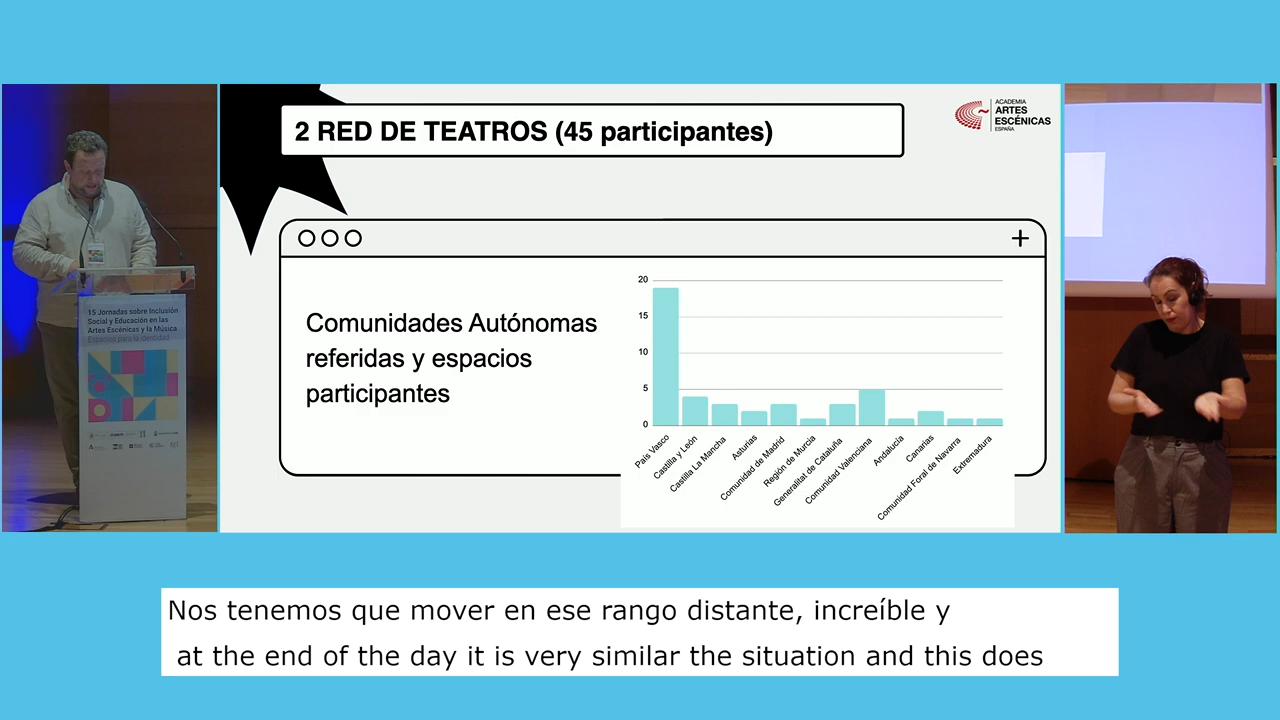 2 RED DE TEATROS (45 participantes)
ACADEMIA
ARTES
ESCÉNICAS
ESPAÑA
Comunidades Autónomas
referidas y espacios
participantes
20
15
10
5
0
País Vasco
Castilla y León
Castilla La Mancha
Asturias
Comunidad de Madrid
Región de Murcia
Generalitat de Cataluña
Comunidad Valenciana
Andalucía
Canarias
Comunidad Foral de Navarra
Extremadura
15 Jornadas sobre Inclusión
Social y Educación en las
Artes Escénicas y la Música
Espacios para la identidad
Nos tenemos que mover en ese rango distante, increíble y
at the end of the day it is very similar the situation and this does